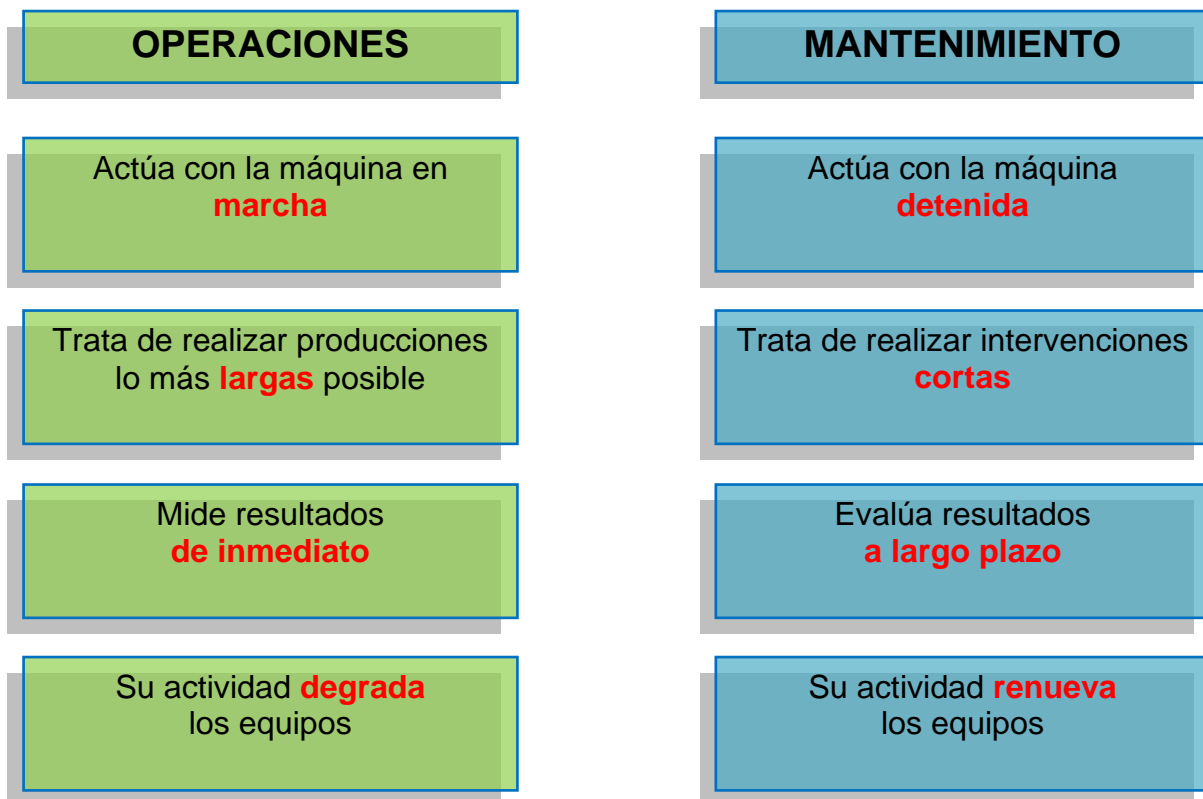 OPERACIONES
MANTENIMIENTO
Actúa con la máquina en
marcha
Actúa con la máquina
detenida
Trata de realizar producciones
lo más largas posible
Trata de realizar intervenciones
cortas
Mide resultados
de inmediato
Evalúa resultados
a largo plazo
Su actividad degrada
los equipos
Su actividad renueva
los equipos